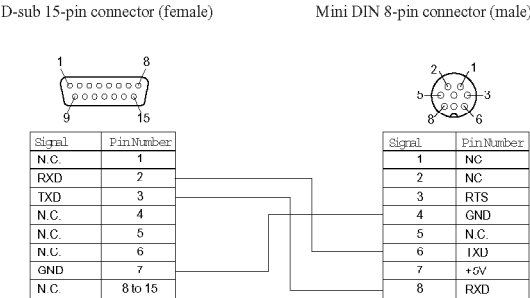 D-sub 15-pin connector (female)
Mini DIN 8-pin connector (male)
1 8
9 15
2 1
5 3
8 6
Signal Pin Number
N.C. 1
RXD 2
TXD 3
N.C. 4
N.C. 5
N.C. 6
GND 7
N.C. 8 to 15
Signal Pin Number
1 NC
2 NC
3 RTS
4 GND
5 N.C.
6 TXD
7 +5V
8 RXD